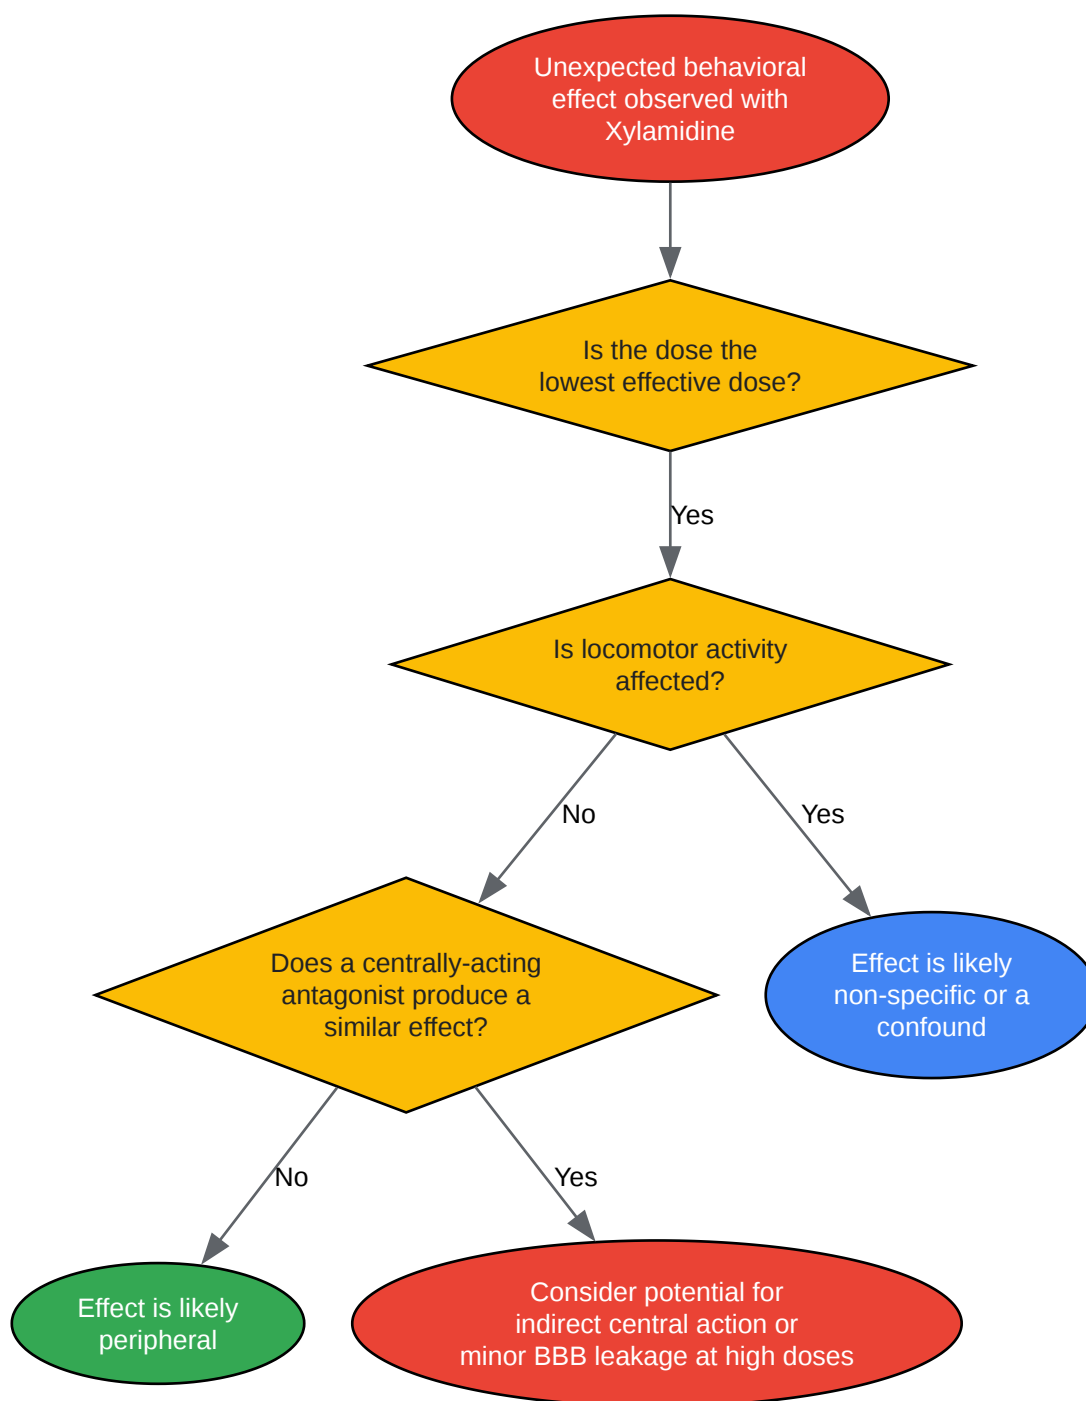 Unexpected behavioral
effect observed with
Xylamidine
Is the dose the
lowest effective dose?
Yes
Is locomotor activity
affected?
No
Yes
Does a centrally-acting
antagonist produce a
similar effect?
Effect is likely
non-specific or a
confound
No
Yes
Effect is likely
peripheral
Consider potential for
indirect central action or
minor BBB leakage at high doses